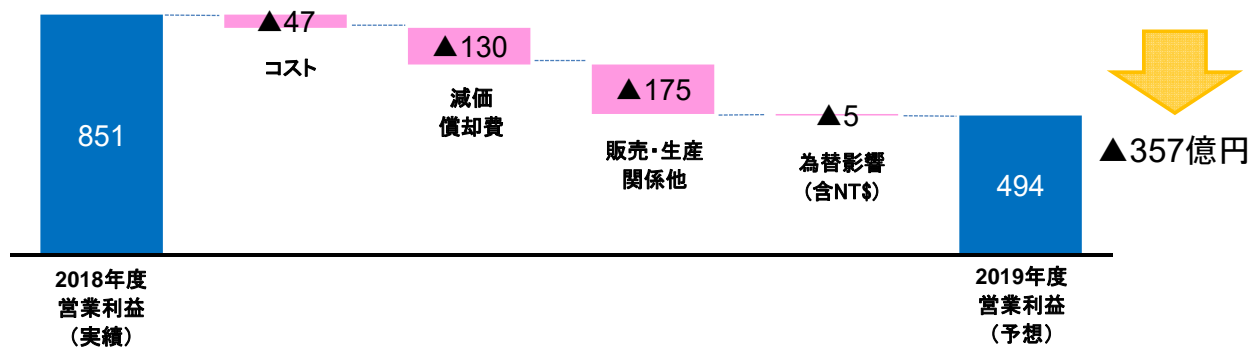 851
▲47
コスト
▲130
減価
償却費
▲175
販売・生産
関係他
▲5
為替影響
(含NT$)
494
▲357億円
2018年度
営業利益
(実績)
2019年度
営業利益
(予想)